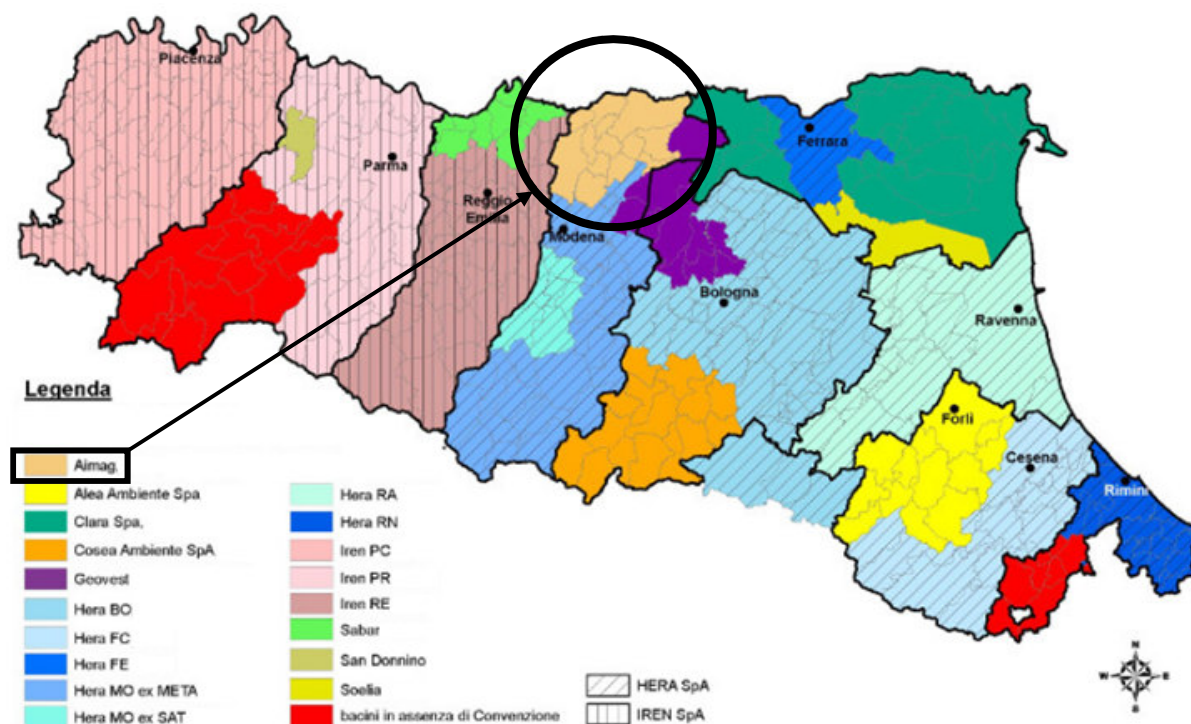 Piacenza
Parma
Reggio
Emilia
Modena
Ferrara
Bologna
Ravenna
Forlì
Cesena
Rimini
Legenda
Aimag.
Alea Ambiente Spa
Clara Spa,
Cosea Ambiente SpA
Geovest
Hera BO
Hera FC
Hera FE
Hera MO ex META
Hera MO ex SAT
Hera RA
Hera RN
Iren PC
Iren PR
Iren RE
Sabar
San Donnino
Soelia
bacini in assenza di Convenzione
HERA SpA
IREN SpA
N
W
E
S